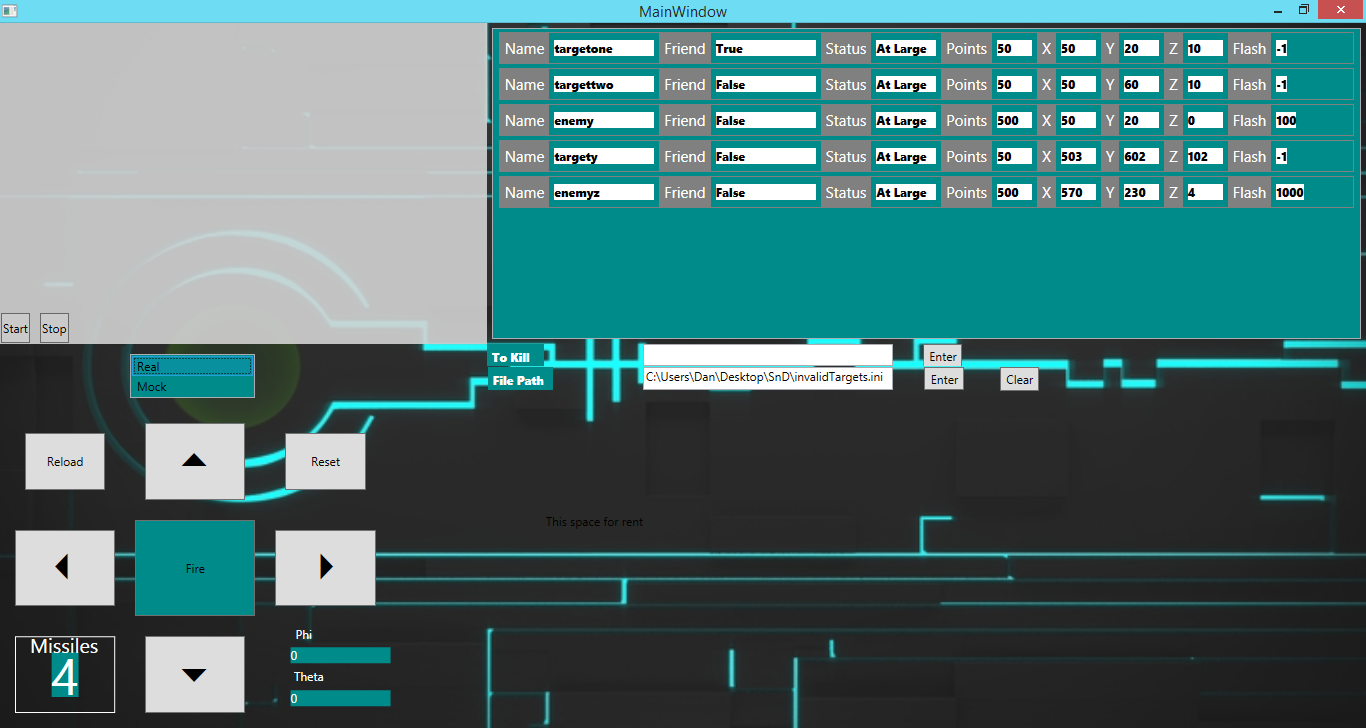 MainWindow
Name targetone Friend True Status At Large Points 50 X 50 Y 20 Z 10 Flash -1
Name targettwo Friend False Status At Large Points 50 X 50 Y 60 Z 10 Flash -1
Name enemy Friend False Status At Large Points 500 X 50 Y 20 Z 0 Flash 100
Name targety Friend False Status At Large Points 50 X 503 Y 602 Z 102 Flash -1
Name enemyz Friend False Status At Large Points 500 X 570 Y 230 Z 4 Flash 1000
Start Stop
To Kill Enter
File Path C:\Users\Dan\Desktop\SnD\invalidTargets.ini Enter Clear
Real
Mock
Reload Reset
This space for rent
Fire
Missiles
4
Phi
0
Theta
0